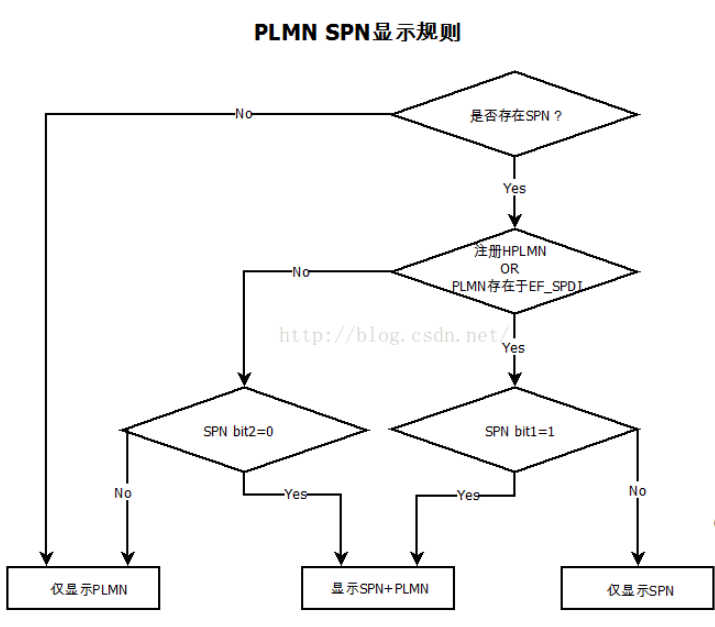 PLMN SPN显示规则
是否存在SPN？
No
Yes
注册HPLMN
OR
PLMN存在于EF_SPDI
No
http://blog.csdn.net/
Yes
SPN bit2=0
SPN bit1=1
No
Yes
Yes
No
仅显示PLMN
显示SPN+PLMN
仅显示SPN